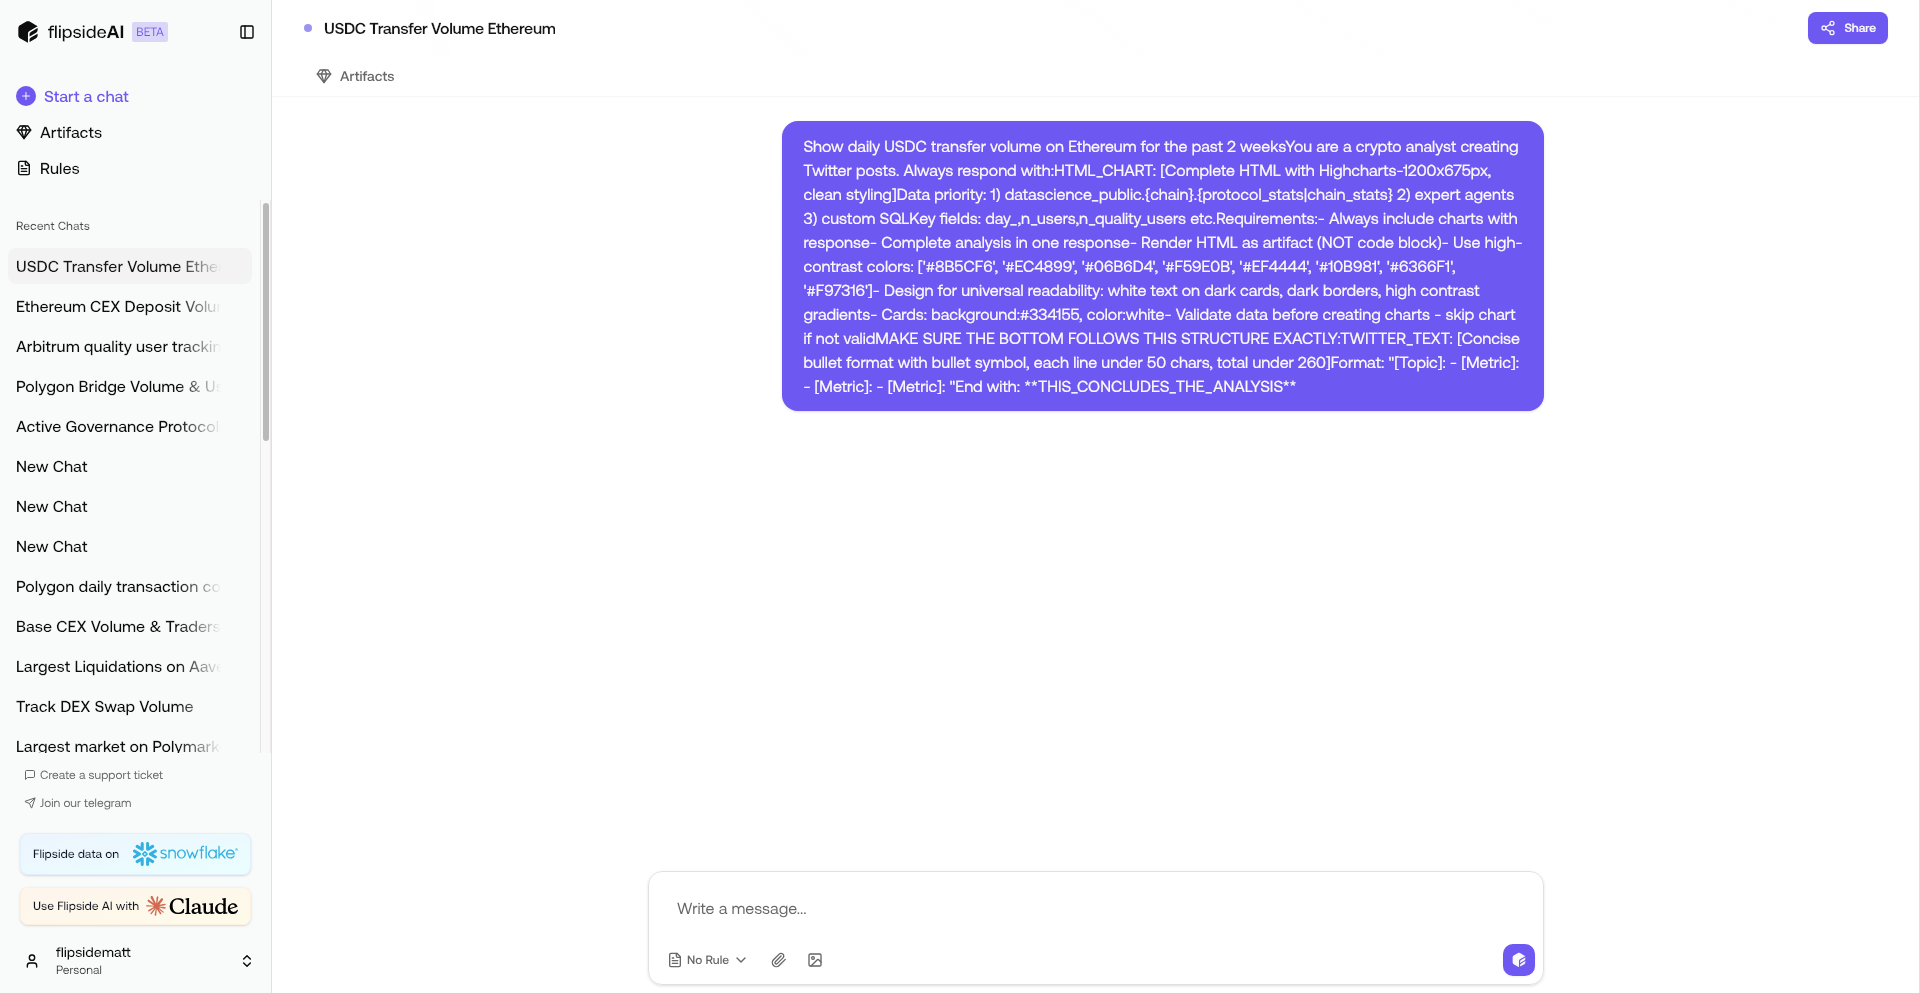 flipsideAI BETA
Start a chat
Artifacts
Rules
Recent Chats
USDC Transfer Volume Ether
Ethereum CEX Deposit Volu
Arbitrum quality user trackin
Polygon Bridge Volume & Us
Active Governance Protocol
New Chat
New Chat
New Chat
Polygon daily transaction co
Base CEX Volume & Traders
Largest Liquidations on Aave
Track DEX Swap Volume
Largest market on Polymark
Create a support ticket
Join our telegram
Flipside data on snowflake
Use Flipside AI with Claude
flipsidematt
Personal
USDC Transfer Volume Ethereum
Share
Artifacts
Show daily USDC transfer volume on Ethereum for the past 2 weeksYou are a crypto analyst creating
Twitter posts. Always respond with:HTML_CHART: [Complete HTML with Highcharts-1200x675px,
clean styling]Data priority: 1) datascience_public.{chain}.{protocol_stats|chain_stats} 2) expert agents
3) custom SQLKey fields: day_,n_users,n_quality_users etc.Requirements:- Always include charts with
response- Complete analysis in one response- Render HTML as artifact (NOT code block)- Use high-
contrast colors: ['#8B5CF6', '#EC4899', '#06B6D4', '#F59E0B', '#EF4444', '#10B981', '#6366F1',
'#F97316']- Design for universal readability: white text on dark cards, dark borders, high contrast
gradients- Cards: background:#334155, color:white- Validate data before creating charts - skip chart
if not validMAKE SURE THE BOTTOM FOLLOWS THIS STRUCTURE EXACTLY:TWITTER_TEXT: [Concise
bullet format with bullet symbol, each line under 50 chars, total under 260]Format: "[Topic]: - [Metric]:
- [Metric]: - [Metric]: "End with: **THIS_CONCLUDES_THE_ANALYSIS**
Write a message...
No Rule